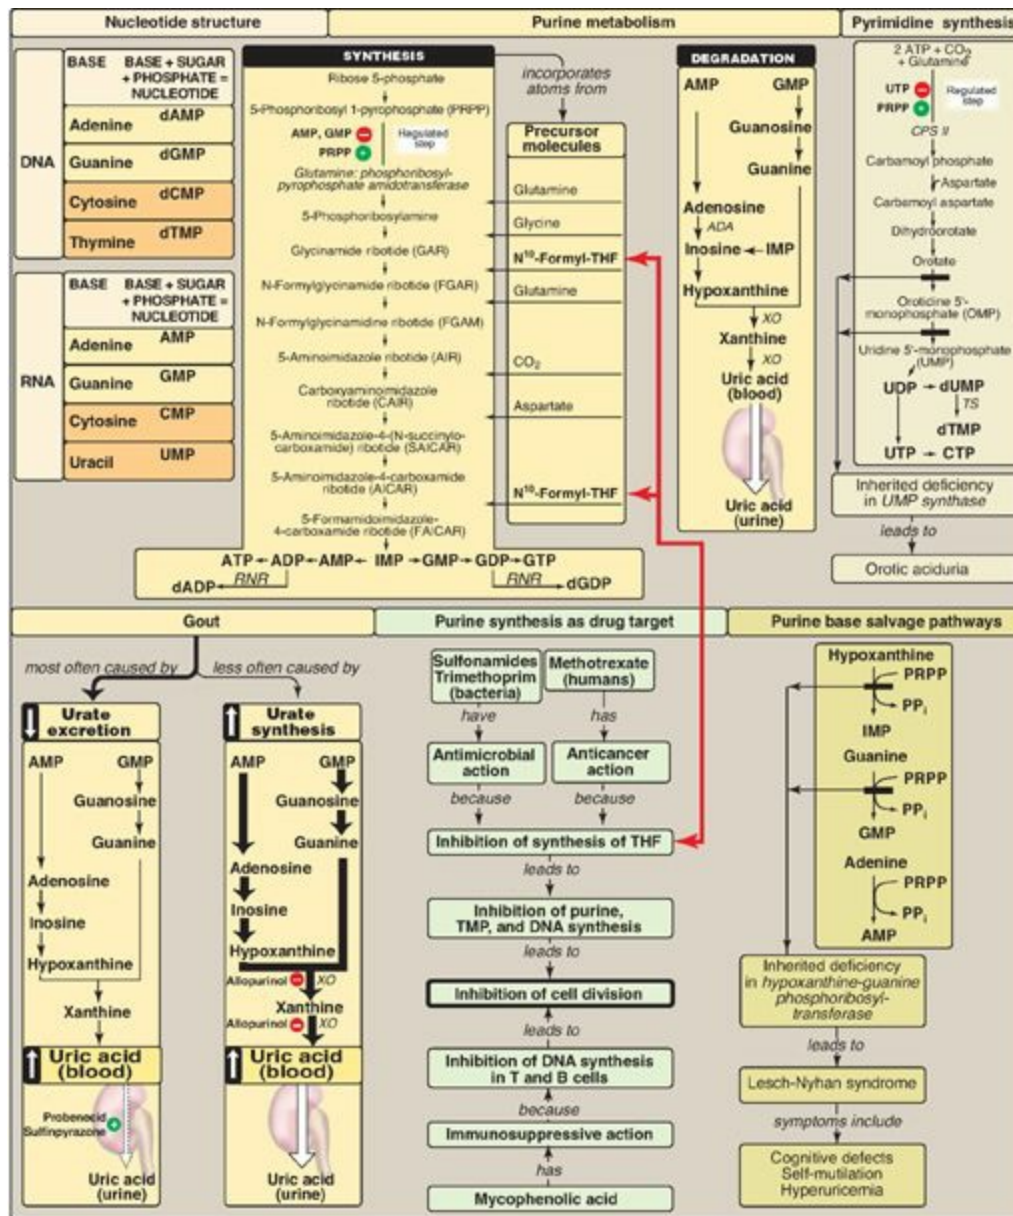 Nucleotide structure
Purine metabolism
Pyrimidine synthesis
DNA
BASE
BASE + SUGAR
+ PHOSPHATE =
NUCLEOTIDE
Adenine
dAMP
Guanine
dGMP
Cytosine
dCMP
Thymine
dTMP
RNA
BASE
BASE + SUGAR
+ PHOSPHATE =
NUCLEOTIDE
Adenine
AMP
Guanine
GMP
Cytosine
CMP
Uracil
UMP
SYNTHESIS
Ribose 5-phosphate
5-Phosphoribosyl 1-pyrophosphate (PRPP)
AMP, GMP
PRPP
Regulated
step
Glutamine: phosphoribosyl-
pyrophosphate amidotransferase
5-Phosphoribosylamine
Glycinamide ribotide (GAR)
N-Formylglycinamide ribotide (FGAR)
N-Formylglycinamidine ribotide (FGAM)
5-Aminoimidazole ribotide (AIR)
Carboxyaminoimidazole
ribotide (CAIR)
5-Aminoimidazole-4-(N-succinylo-
carboxamide) ribotide (SAICAR)
5-Aminoimidazole-4-carboxamide
ribotide (AICAR)
5-Formamidoimidazole-
4-carboxamide ribotide (FAICAR)
ATP ADP AMP IMP GMP GDP GTP
RNR
RNR
dADP
dGDP
incorporates
atoms from
Precursor
molecules
Glutamine
Glycine
N10-Formyl-THF
Glutamine
CO2
Aspartate
N10-Formyl-THF
DEGRADATION
AMP
GMP
Guanosine
Guanine
Adenosine
ADA
Inosine
IMP
Hypoxanthine
XO
Xanthine
XO
Uric acid
(blood)
Uric acid
(urine)
2 ATP + CO2
+ Glutamine
UTP
PRPP
Regulated
step
CPS II
Carbamoyl phosphate
Aspartate
Carbamoyl aspartate
Dihydroorotate
Orotate
Oroticine 5'-
monophosphate (OMP)
Uridine 5'-monophosphate
(UMP)
UDP
dUMP
TS
dTMP
UTP
CTP
Inherited deficiency
in UMP synthase
leads to
Orotic aciduria
Gout
most often caused by
less often caused by
Urate
excretion
AMP
GMP
Guanosine
Guanine
Adenosine
Inosine
Hypoxanthine
Xanthine
Uric acid
(blood)
Probenecid
Sulfinpyrazone
Uric acid
(urine)
Urate
synthesis
AMP
GMP
Guanosine
Guanine
Adenosine
Inosine
Hypoxanthine
Allopurinol
XO
Xanthine
Allopurinol
XO
Uric acid
(blood)
Uric acid
(urine)
Purine synthesis as drug target
Sulfonamides
Trimethoprim
(bacteria)
Methotrexate
(humans)
have
has
Antimicrobial
action
Anticancer
action
because
because
Inhibition of synthesis of THF
leads to
Inhibition of purine,
TMP, and DNA synthesis
leads to
Inhibition of cell division
leads to
Inhibition of DNA synthesis
in T and B cells
because
Immunosuppressive action
has
Mycophenolic acid
Purine base salvage pathways
Hypoxanthine
PRPP
PPi
IMP
Guanine
PRPP
PPi
GMP
Adenine
PRPP
PPi
AMP
Inherited deficiency
in hypoxanthine-guanine
phosphoribosyl-
transferase
leads to
Lesch-Nyhan syndrome
symptoms include
Cognitive defects
Self-mutilation
Hyperuricemia